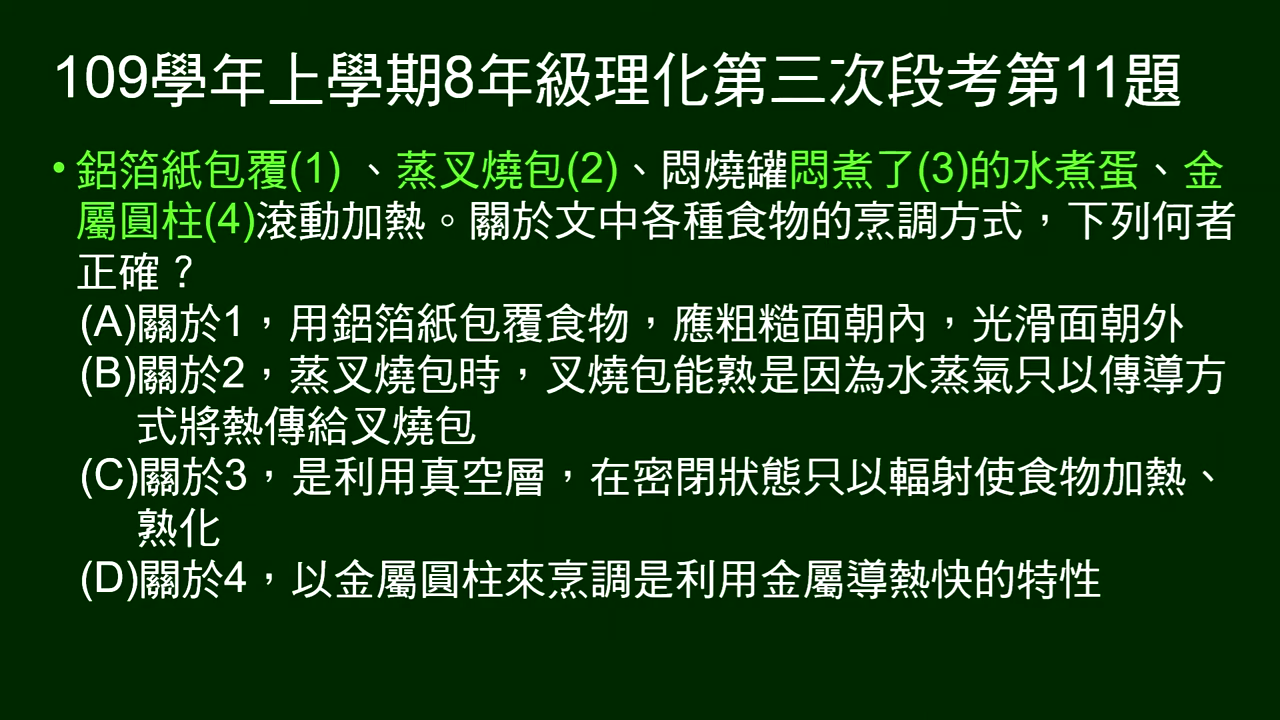 109學年上學期8年級理化第三次段考第11題
• 鋁箔紙包覆(1) 、蒸叉燒包(2)、悶燒罐悶煮了(3)的水煮蛋、金
屬圓柱(4)滾動加熱。關於文中各種食物的烹調方式，下列何者
正確？
(A)關於1，用鋁箔紙包覆食物，應粗糙面朝內，光滑面朝外
(B)關於2，蒸叉燒包時，叉燒包能熟是因為水蒸氣只以傳導方
式將熱傳給叉燒包
(C)關於3，是利用真空層，在密閉狀態只以輻射使食物加熱、
熟化
(D)關於4，以金屬圓柱來烹調是利用金屬導熱快的特性